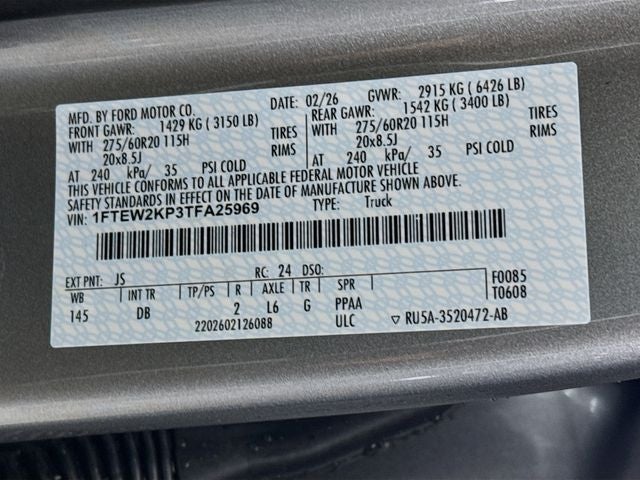 MFD. BY FORD MOTOR CO. DATE: 02/26 GVWR: 2915 KG ( 6426 LB)
FRONT GAWR: 1429 KG ( 3150 LB) REAR GAWR: 1542 KG ( 3400 LB)
WITH 275/60R20 115H TIRES WITH 275/60R20 115H TIRES
20x8.5J RIMS 20x8.5J RIMS
AT 240 kPa/ 35 PSI COLD AT 240 kPa/ 35 PSI COLD
THIS VEHICLE CONFORMS TO ALL APPLICABLE FEDERAL MOTOR VEHICLE
SAFETY STANDARDS IN EFFECT ON THE DATE OF MANUFACTURE SHOWN ABOVE.
VIN: 1FTEW2KP3TFA25969 TYPE: Truck
EXT PNT: JS RC: 24 DSO: F0085
WB INT TR TP/PS R AXLE TR SPR T0608
145 DB 2 L6 G PPAA
2202602126088 ULC ▽ RU5A-3520472-AB